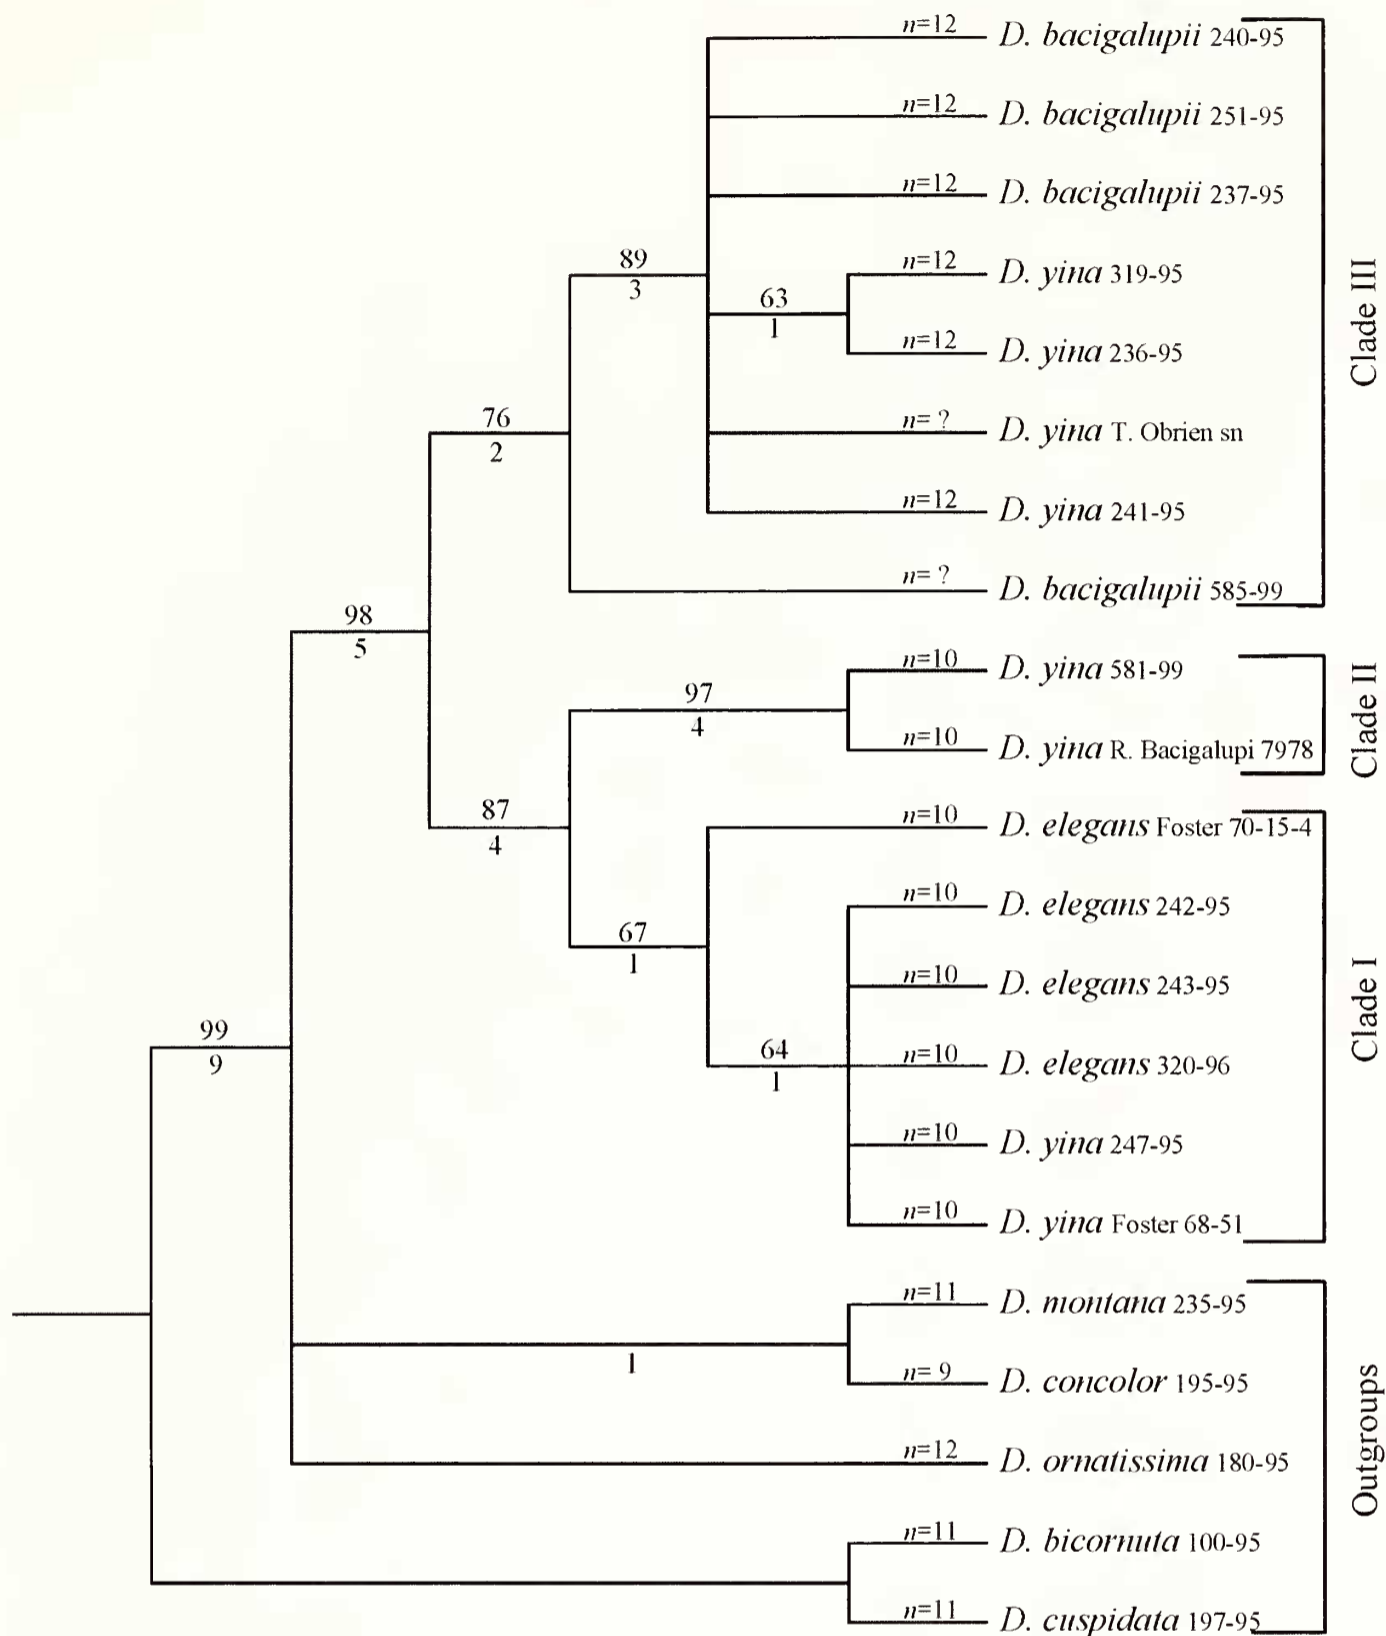 n=12 D. bacigalupii 240-95
n=12 D. bacigalupii 251-95
n=12 D. bacigalupii 237-95
89
3
n=12 D. yina 319-95
63
1
n=12 D. yina 236-95
76
2
n= ? D. yina T. Obrien sn
n=12 D. yina 241-95
n= ? D. bacigalupii 585-99
Clade III
98
5
n=10 D. yina 581-99
97
4
n=10 D. yina R. Bacigalupi 7978
Clade II
87
4
n=10 D. elegans Foster 70-15-4
n=10 D. elegans 242-95
67
1
n=10 D. elegans 243-95
64
1
n=10 D. elegans 320-96
n=10 D. yina 247-95
n=10 D. yina Foster 68-51
Clade I
99
9
n=11 D. montana 235-95
1
n= 9 D. concolor 195-95
n=12 D. ornatissima 180-95
n=11 D. bicornuta 100-95
n=11 D. cuspidata 197-95
Outgroups